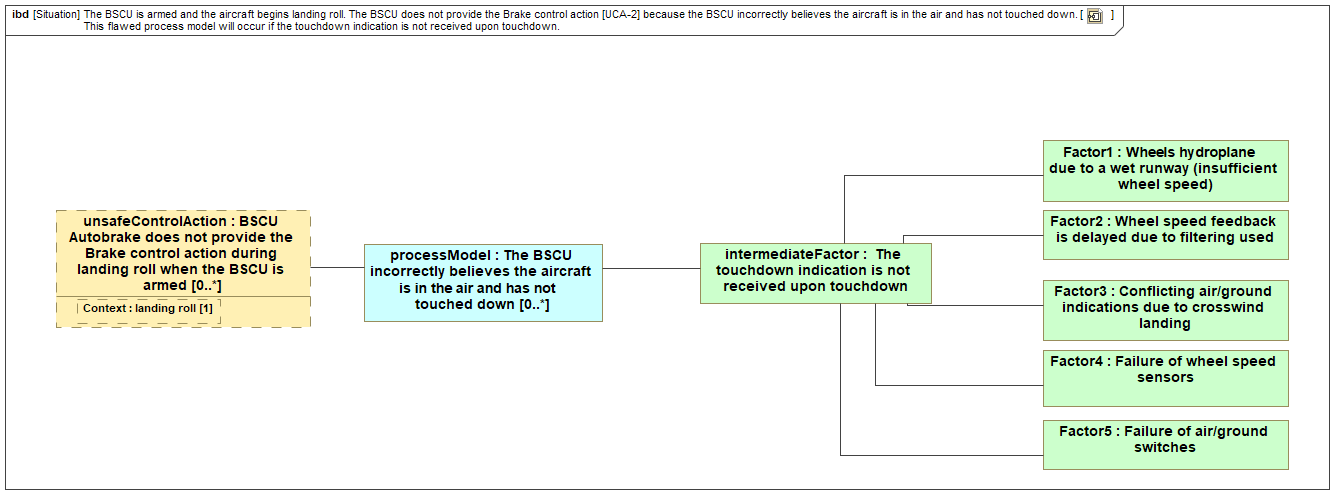 ibd [Situation] The BSCU is armed and the aircraft begins landing roll. The BSCU does not provide the Brake control action [UCA-2] because the BSCU incorrectly believes the aircraft is in the air and has not touched down. [ ]
This flawed process model will occur if the touchdown indication is not received upon touchdown.
unsafeControlAction : BSCU
Autobrake does not provide the
Brake control action during
landing roll when the BSCU is
armed [0..*]
Context : landing roll [1]
processModel : The BSCU
incorrectly believes the aircraft
is in the air and has not
touched down [0..*]
intermediateFactor : The
touchdown indication is not
received upon touchdown
Factor1 : Wheels hydroplane
due to a wet runway (insufficient
wheel speed)
Factor2 : Wheel speed feedback
is delayed due to filtering used
Factor3 : Conflicting air/ground
indications due to crosswind
landing
Factor4 : Failure of wheel speed
sensors
Factor5 : Failure of air/ground
switches